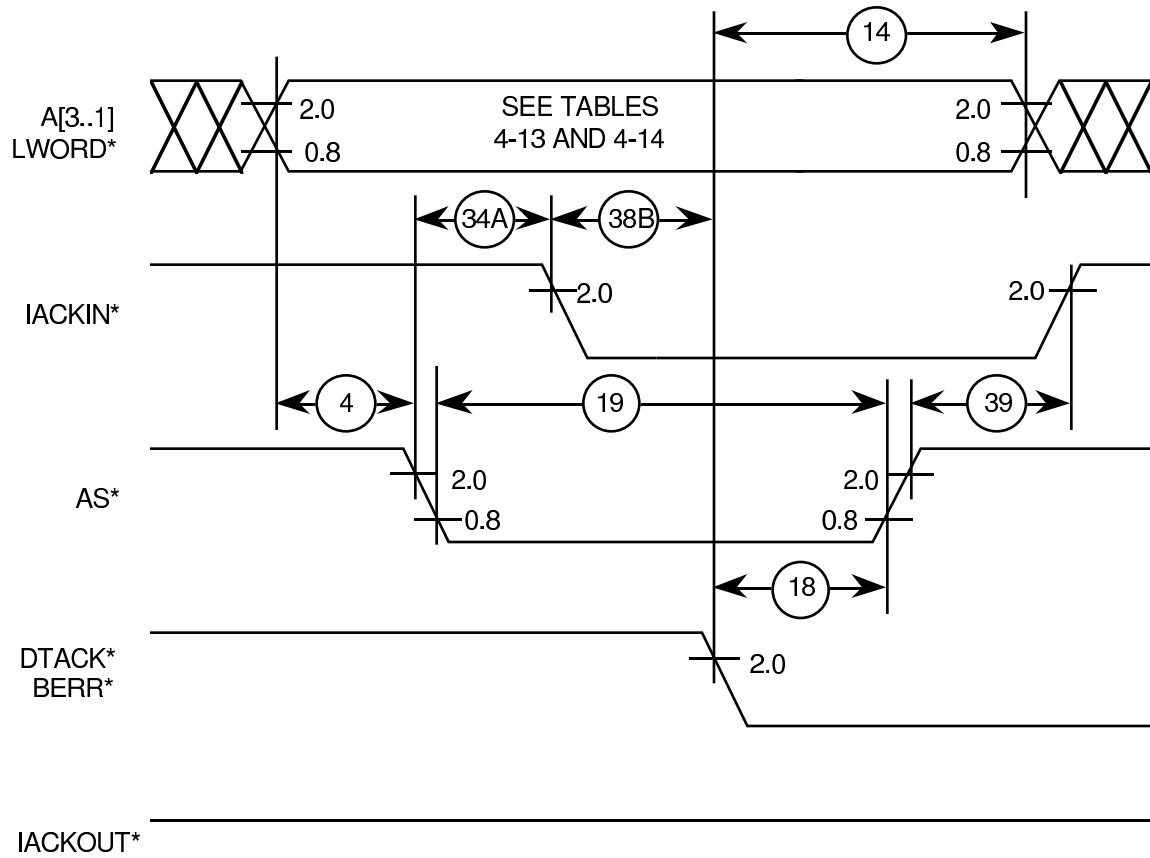 14
A[3..1]
LWORD*
2.0
0.8
SEE TABLES
4-13 AND 4-14
2.0
0.8
34A
38B
IACKIN*
2.0
2.0
4
19
39
AS*
2.0
0.8
2.0
0.8
18
DTACK*
BERR*
2.0
IACKOUT*